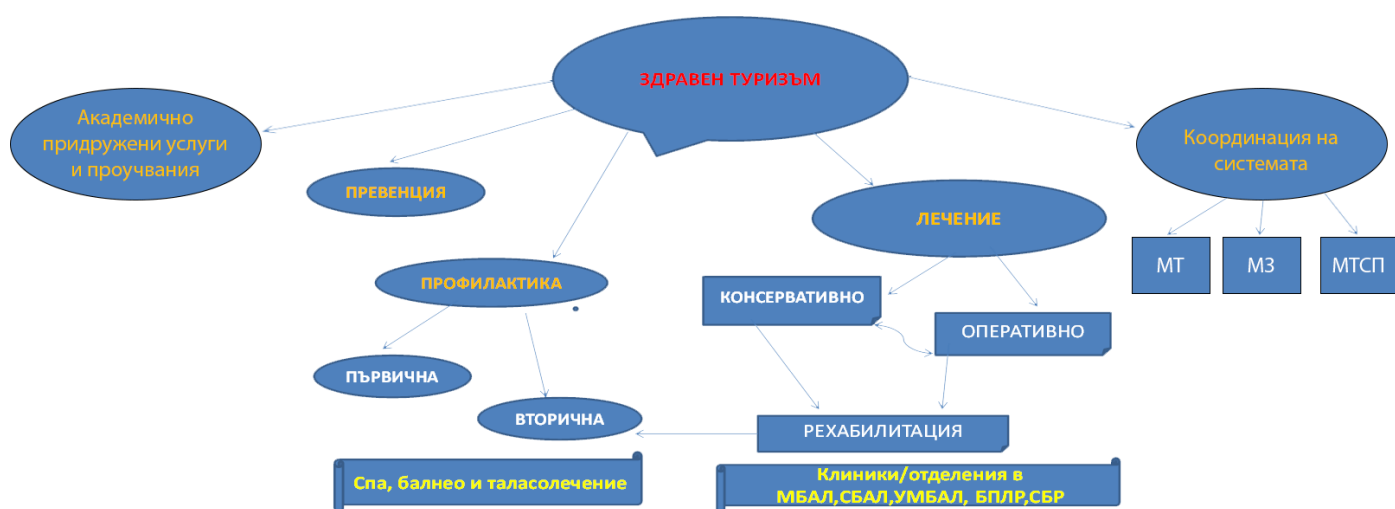 ЗДРАВЕН ТУРИЗЪМ
Академично
придружени услуги
и проучвания
Координация на
системата
ПРЕВЕНЦИЯ
ЛЕЧЕНИЕ
МТ
МЗ
МТСП
ПРОФИЛАКТИКА
КОНСЕРВАТИВНО
ОПЕРАТИВНО
ПЪРВИЧНА
ВТОРИЧНА
РЕХАБИЛИТАЦИЯ
Спа, балнео и таласолечение
Клиники/отделения в
МБАЛ,СБАЛ,УМБАЛ, БПЛР,СБР